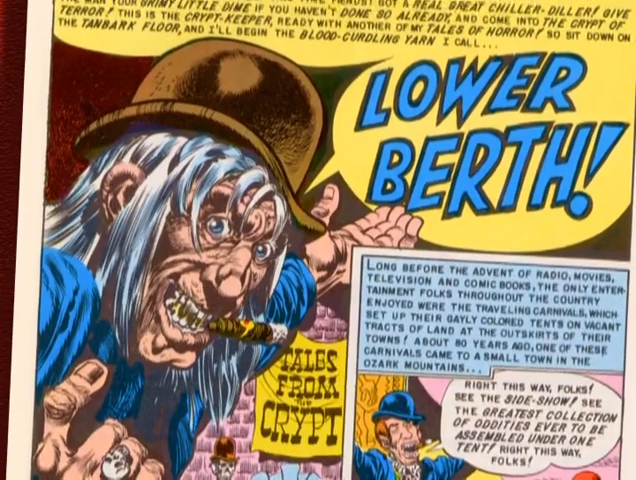 THE MAN YOUR GRIMY LITTLE DIME IF YOU HAVEN'T DONE SO ALREADY, AND COME INTO THE CRYPT OF
TERROR! THIS IS THE CRYPT-KEEPER, READY WITH ANOTHER OF MY TALES OF HORROR! SO SIT DOWN ON
THE TANBARK FLOOR, AND I'LL BEGIN THE BLOOD-CURDLING YARN I CALL...
LOWER
BERTH!
LONG BEFORE THE ADVENT OF RADIO, MOVIES,
TELEVISION AND COMIC BOOKS, THE ONLY ENTER-
TAINMENT FOLKS THROUGHOUT THE COUNTRY
ENJOYED WERE THE TRAVELING CARNIVALS, WHICH
SET UP THEIR GAYLY COLORED TENTS ON VACANT
TRACTS OF LAND AT THE OUTSKIRTS OF THEIR
TOWNS! ABOUT 80 YEARS AGO, ONE OF THESE
CARNIVALS CAME TO A SMALL TOWN IN THE
OZARK MOUNTAINS...
TALES
FROM
THE
CRYPT
RIGHT THIS WAY, FOLKS!
SEE THE SIDE-SHOW! SEE
THE GREATEST COLLECTION
OF ODDITIES EVER TO BE
ASSEMBLED UNDER ONE
TENT! RIGHT THIS WAY,
FOLKS!